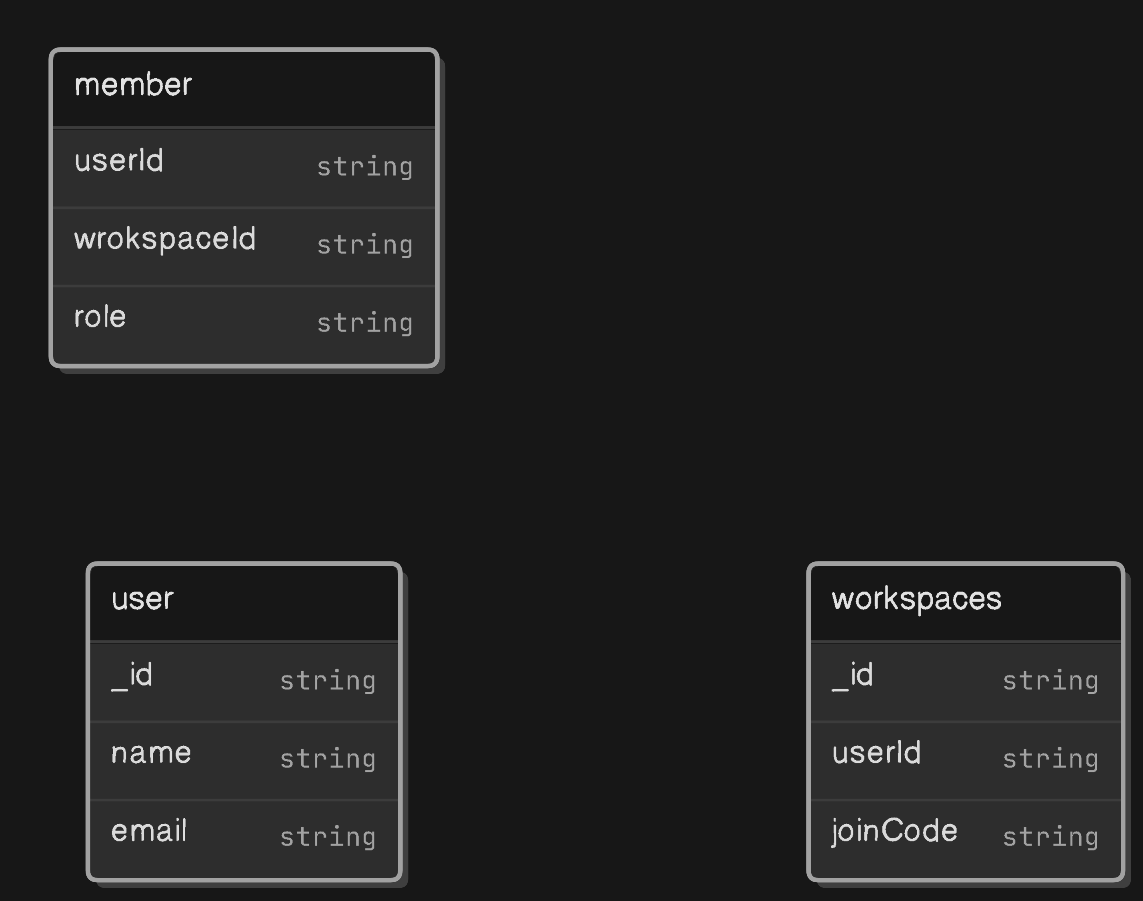 member
userId string
wrokspaceId string
role string
user
_id string
name string
email string
workspaces
_id string
userId string
joinCode string